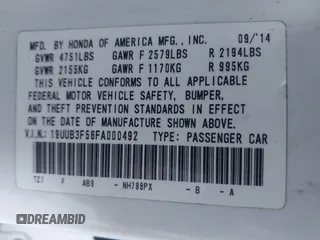 MFD. BY HONDA OF AMERICA MFG., INC. 09/'14
GVWR 4751LBS GAWR F 2579LBS R 2194LBS
GVWR 2155KG GAWR F 1170KG R 995KG
THIS VEHICLE CONFORMS TO ALL APPLICABLE
FEDERAL MOTOR VEHICLE SAFETY, BUMPER,
AND THEFT PREVENTION STANDARDS IN EFFECT
ON THE DATE OF MANUFACTURE SHOWN ABOVE.
V.I.N.: 19UUB3F56FA000492 TYPE: PASSENGER CAR
TZ3 F AB9 - NH788PX - B - A
DREAMBID